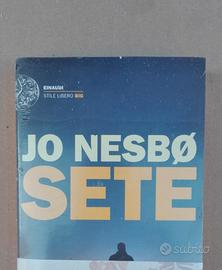 EINAUDI
STILE LIBERO BIG
JO NESBØ
SETE
subito